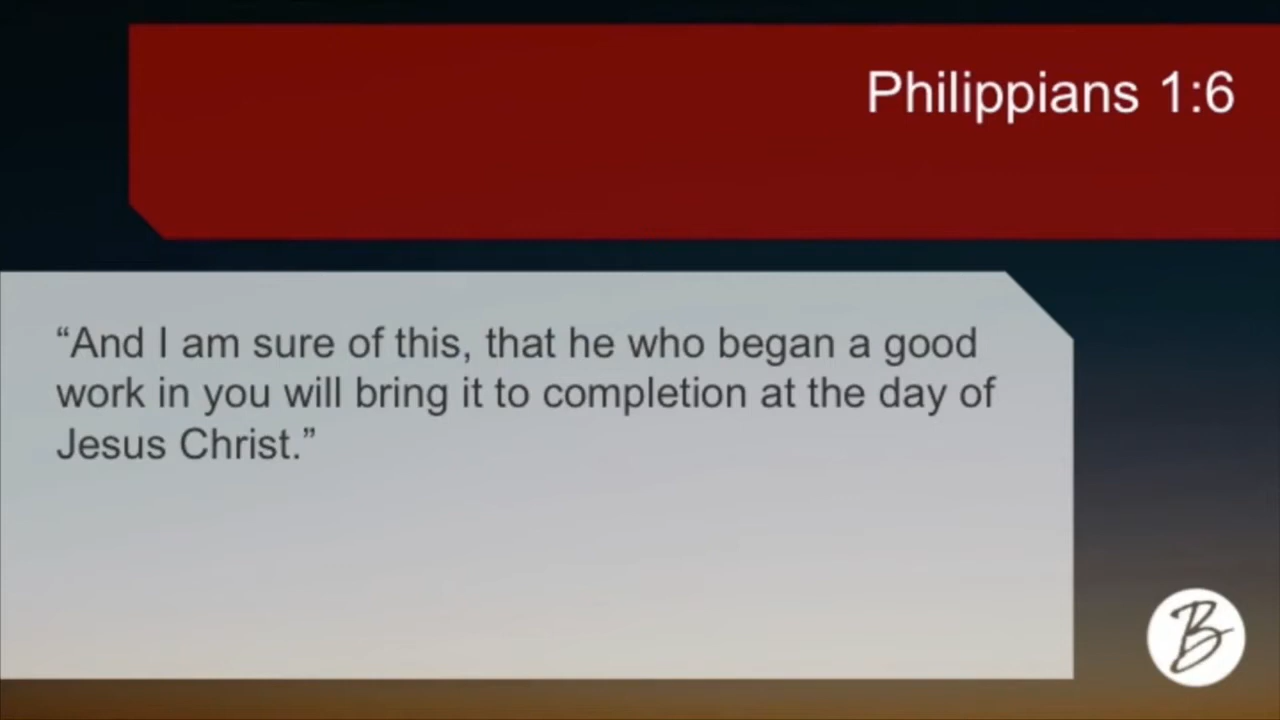 Philippians 1:6
“And I am sure of this, that he who began a good
work in you will bring it to completion at the day of
Jesus Christ.”
B